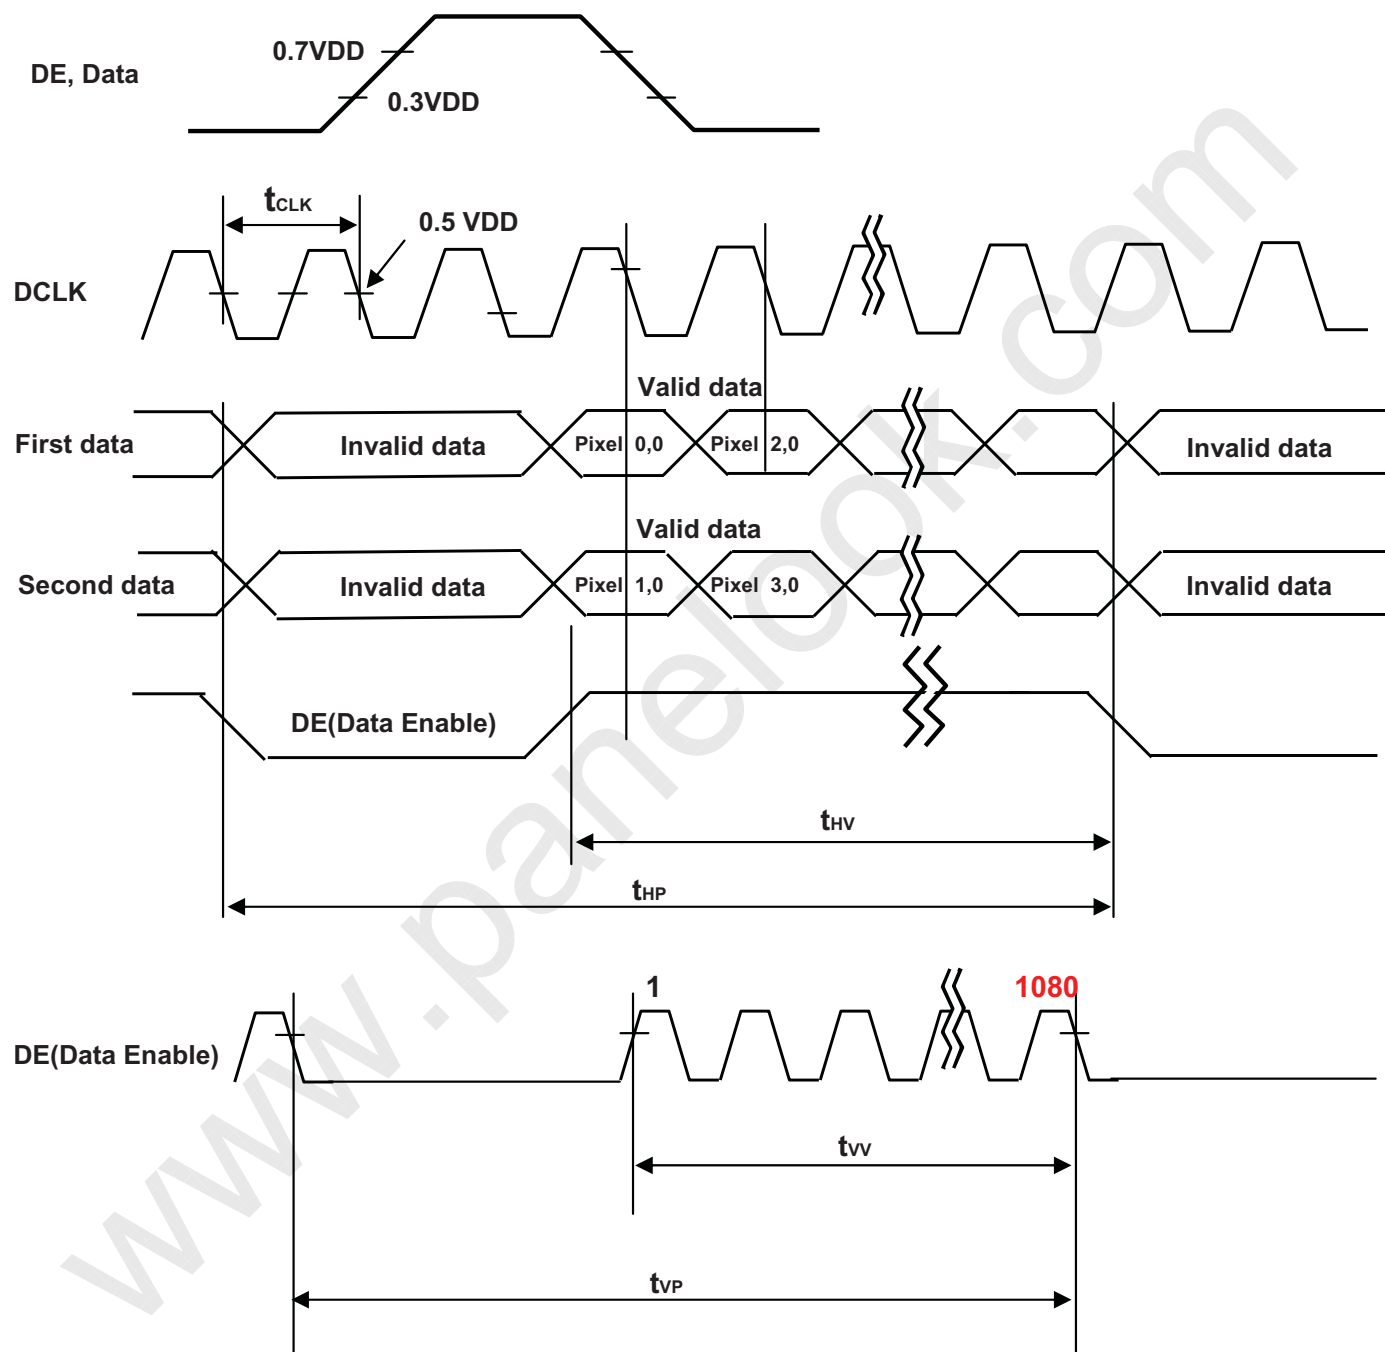 0.7VDD
DE, Data
0.3VDD
tCLK
0.5 VDD
DCLK
Valid data
First data
Invalid data
Pixel 0,0
Pixel 2,0
Invalid data
Valid data
Second data
Invalid data
Pixel 1,0
Pixel 3,0
Invalid data
DE(Data Enable)
tHV
tHP
1
1080
DE(Data Enable)
tVV
tVP
www.panelook.com